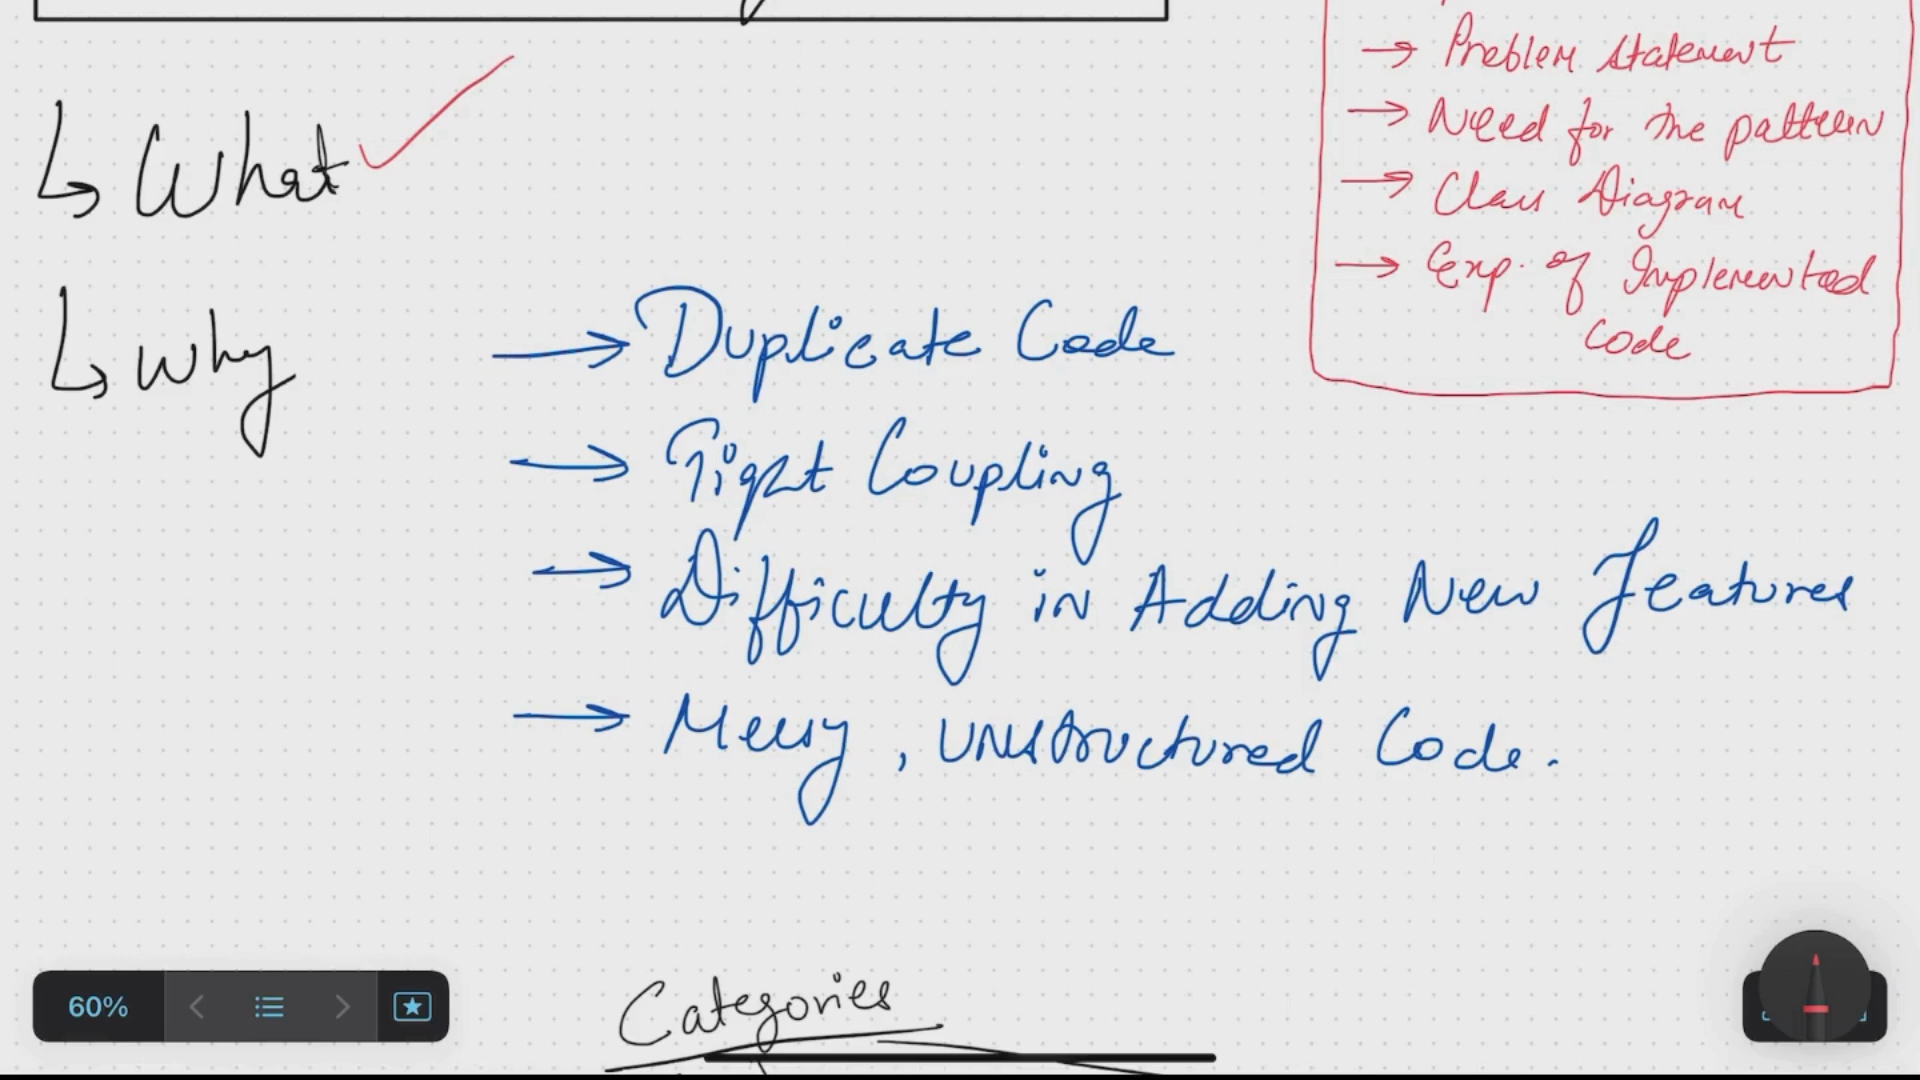 What
Why
Duplicate Code
Tight Coupling
Difficulty in Adding New Features
Messy, Unstructured Code.
Problem Statement
Need for the pattern
Class Diagram
Exp. of Implemented
Code
Categories
60%